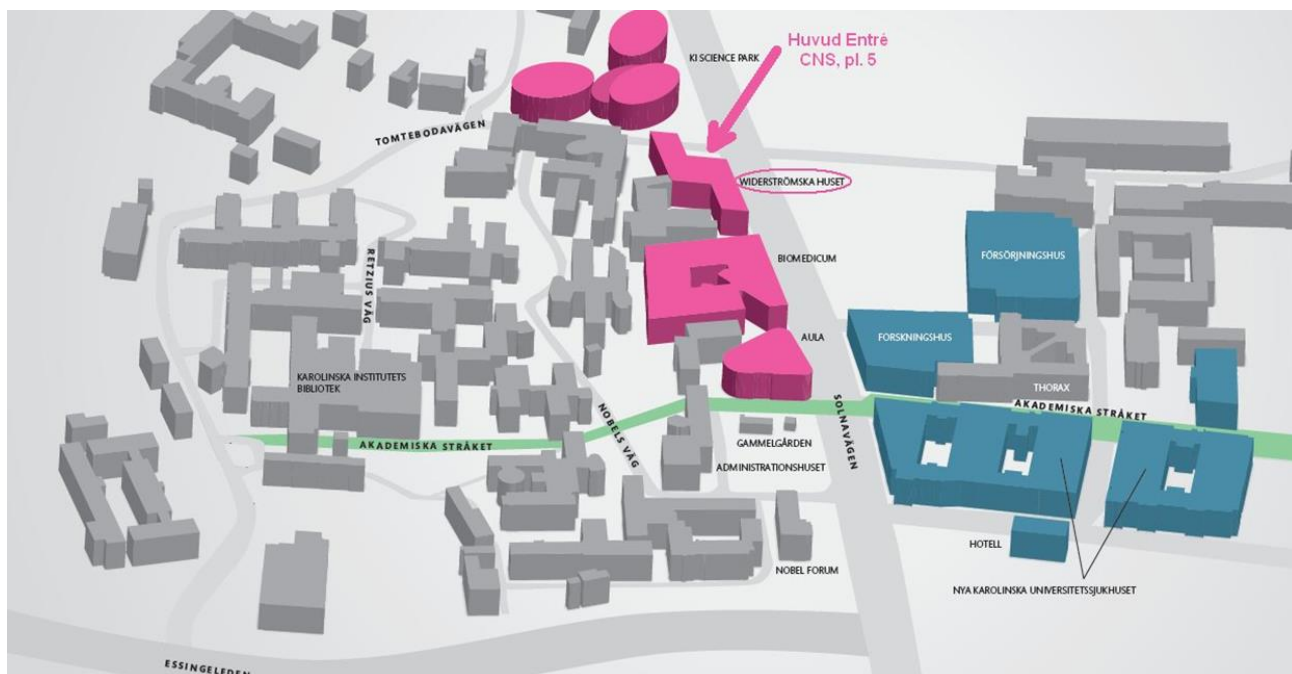 Huvud Entré
CNS, pl. 5
KI SCIENCE PARK
TOMTEBODAVÄGEN
WIDERSTRÖMSKA HUSET
RETZIUS VÄG
BIOMEDICUM
FÖRSÖRJNINGSHUS
AULA
FORSKNINGSHUS
KAROLINSKA INSTITUTETS
BIBLIOTEK
THORAX
AKADEMISKA STRÅKET
NOBELS VÄG
SOLNAVÄGEN
AKADEMISKA STRÅKET
GAMMELGÅRDEN
ADMINISTRATIONSHUSET
HOTELL
NOBEL FORUM
NYA KAROLINSKA UNIVERSITETSSJUKHUSET
ESSINGELEDEN